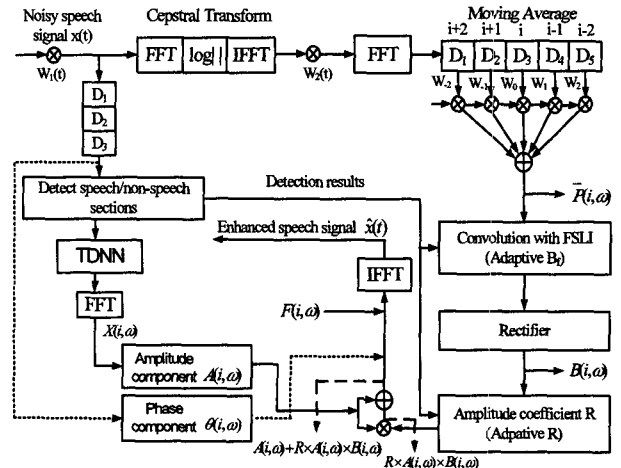 Noisy speech
signal x(t)
Cepstral Transform
Moving Average
i+2 i+1 i i-1 i-2
FFT log|| IFFT
FFT
D₁ D₂ D₃ D₄ D₅
W₁(t)
W₂(t)
W₋₂ W₋₁ W₀ W₁ W₂
D₁
D₂
D₃
Detect speech/non-speech
sections
Detection results
P̅(i,ω)
Enhanced speech signal x̂(t)
Convolution with FSLI
(Adaptive Bf)
TDNN
IFFT
FFT
F(i,ω)
Rectifier
X(i,ω)
Amplitude
component A(i,ω)
B(i,ω)
Phase
component θ(i,ω)
Amplitude coefficient R
(Adpative R)
A(i,ω)+R×A(i,ω)×B(i,ω)
R×A(i,ω)×B(i,ω)